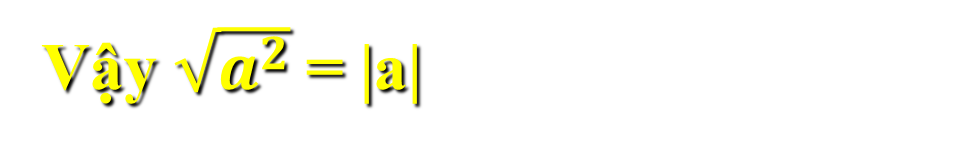 Vậy √a² = |a|